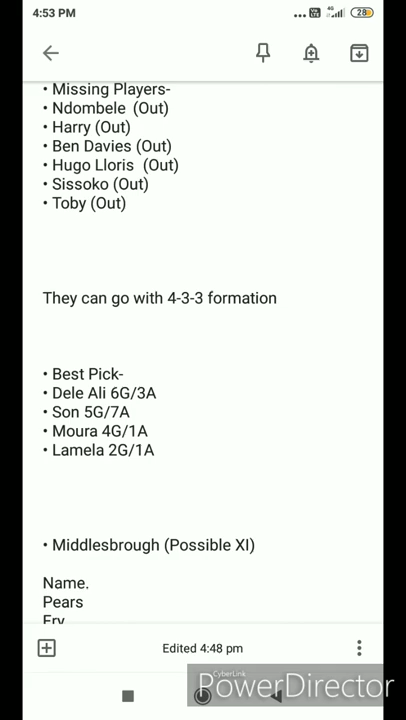 4:53 PM
4G
28
• Missing Players-
• Ndombele (Out)
• Harry (Out)
• Ben Davies (Out)
• Hugo Lloris (Out)
• Sissoko (Out)
• Toby (Out)
They can go with 4-3-3 formation
• Best Pick-
• Dele Ali 6G/3A
• Son 5G/7A
• Moura 4G/1A
• Lamela 2G/1A
• Middlesbrough (Possible XI)
Name.
Pears
Fry
Edited 4:48 pm
CyberLink
PowerDirector